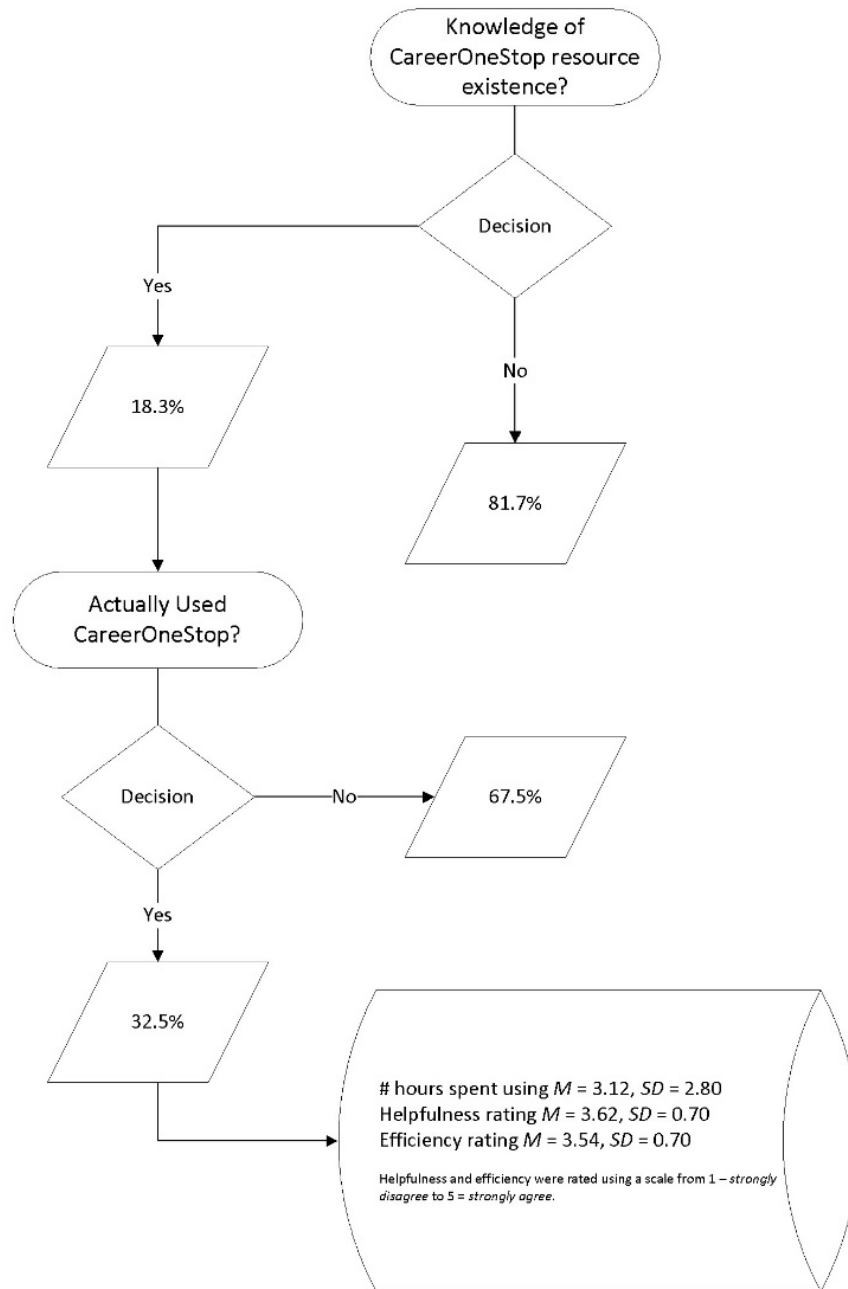 Knowledge of
CareerOneStop resource
existence?
Decision
Yes
No
18.3%
81.7%
Actually Used
CareerOneStop?
Decision
No
67.5%
Yes
32.5%
# hours spent using M = 3.12, SD = 2.80
Helpfulness rating M = 3.62, SD = 0.70
Efficiency rating M = 3.54, SD = 0.70
Helpfulness and efficiency were rated using a scale from 1 – strongly
disagree to 5 = strongly agree.